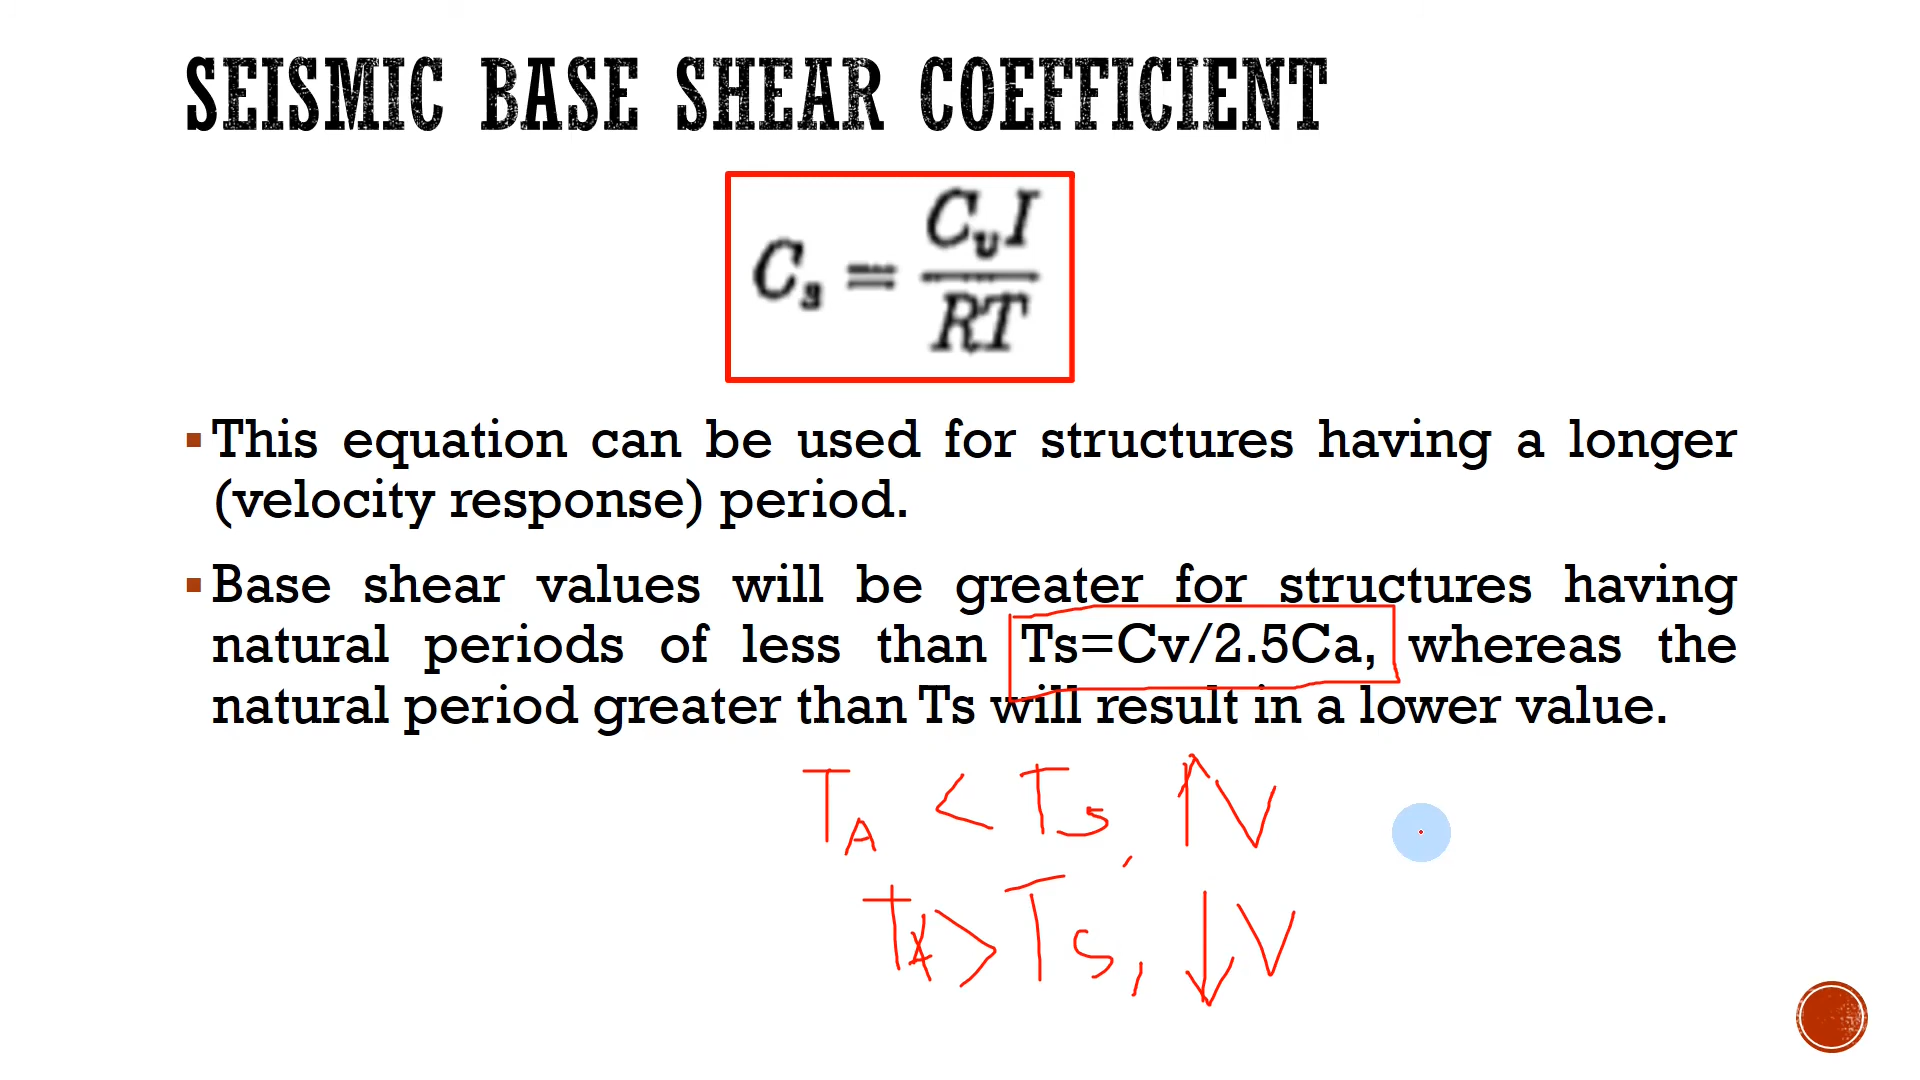 SEISMIC BASE SHEAR COEFFICIENT
Cs = CvI / RT
▪This equation can be used for structures having a longer
(velocity response) period.
▪Base shear values will be greater for structures having
natural periods of less than Ts=Cv/2.5Ca, whereas the
natural period greater than Ts will result in a lower value.
TA < Ts, ↑V
TA > Ts, ↓V